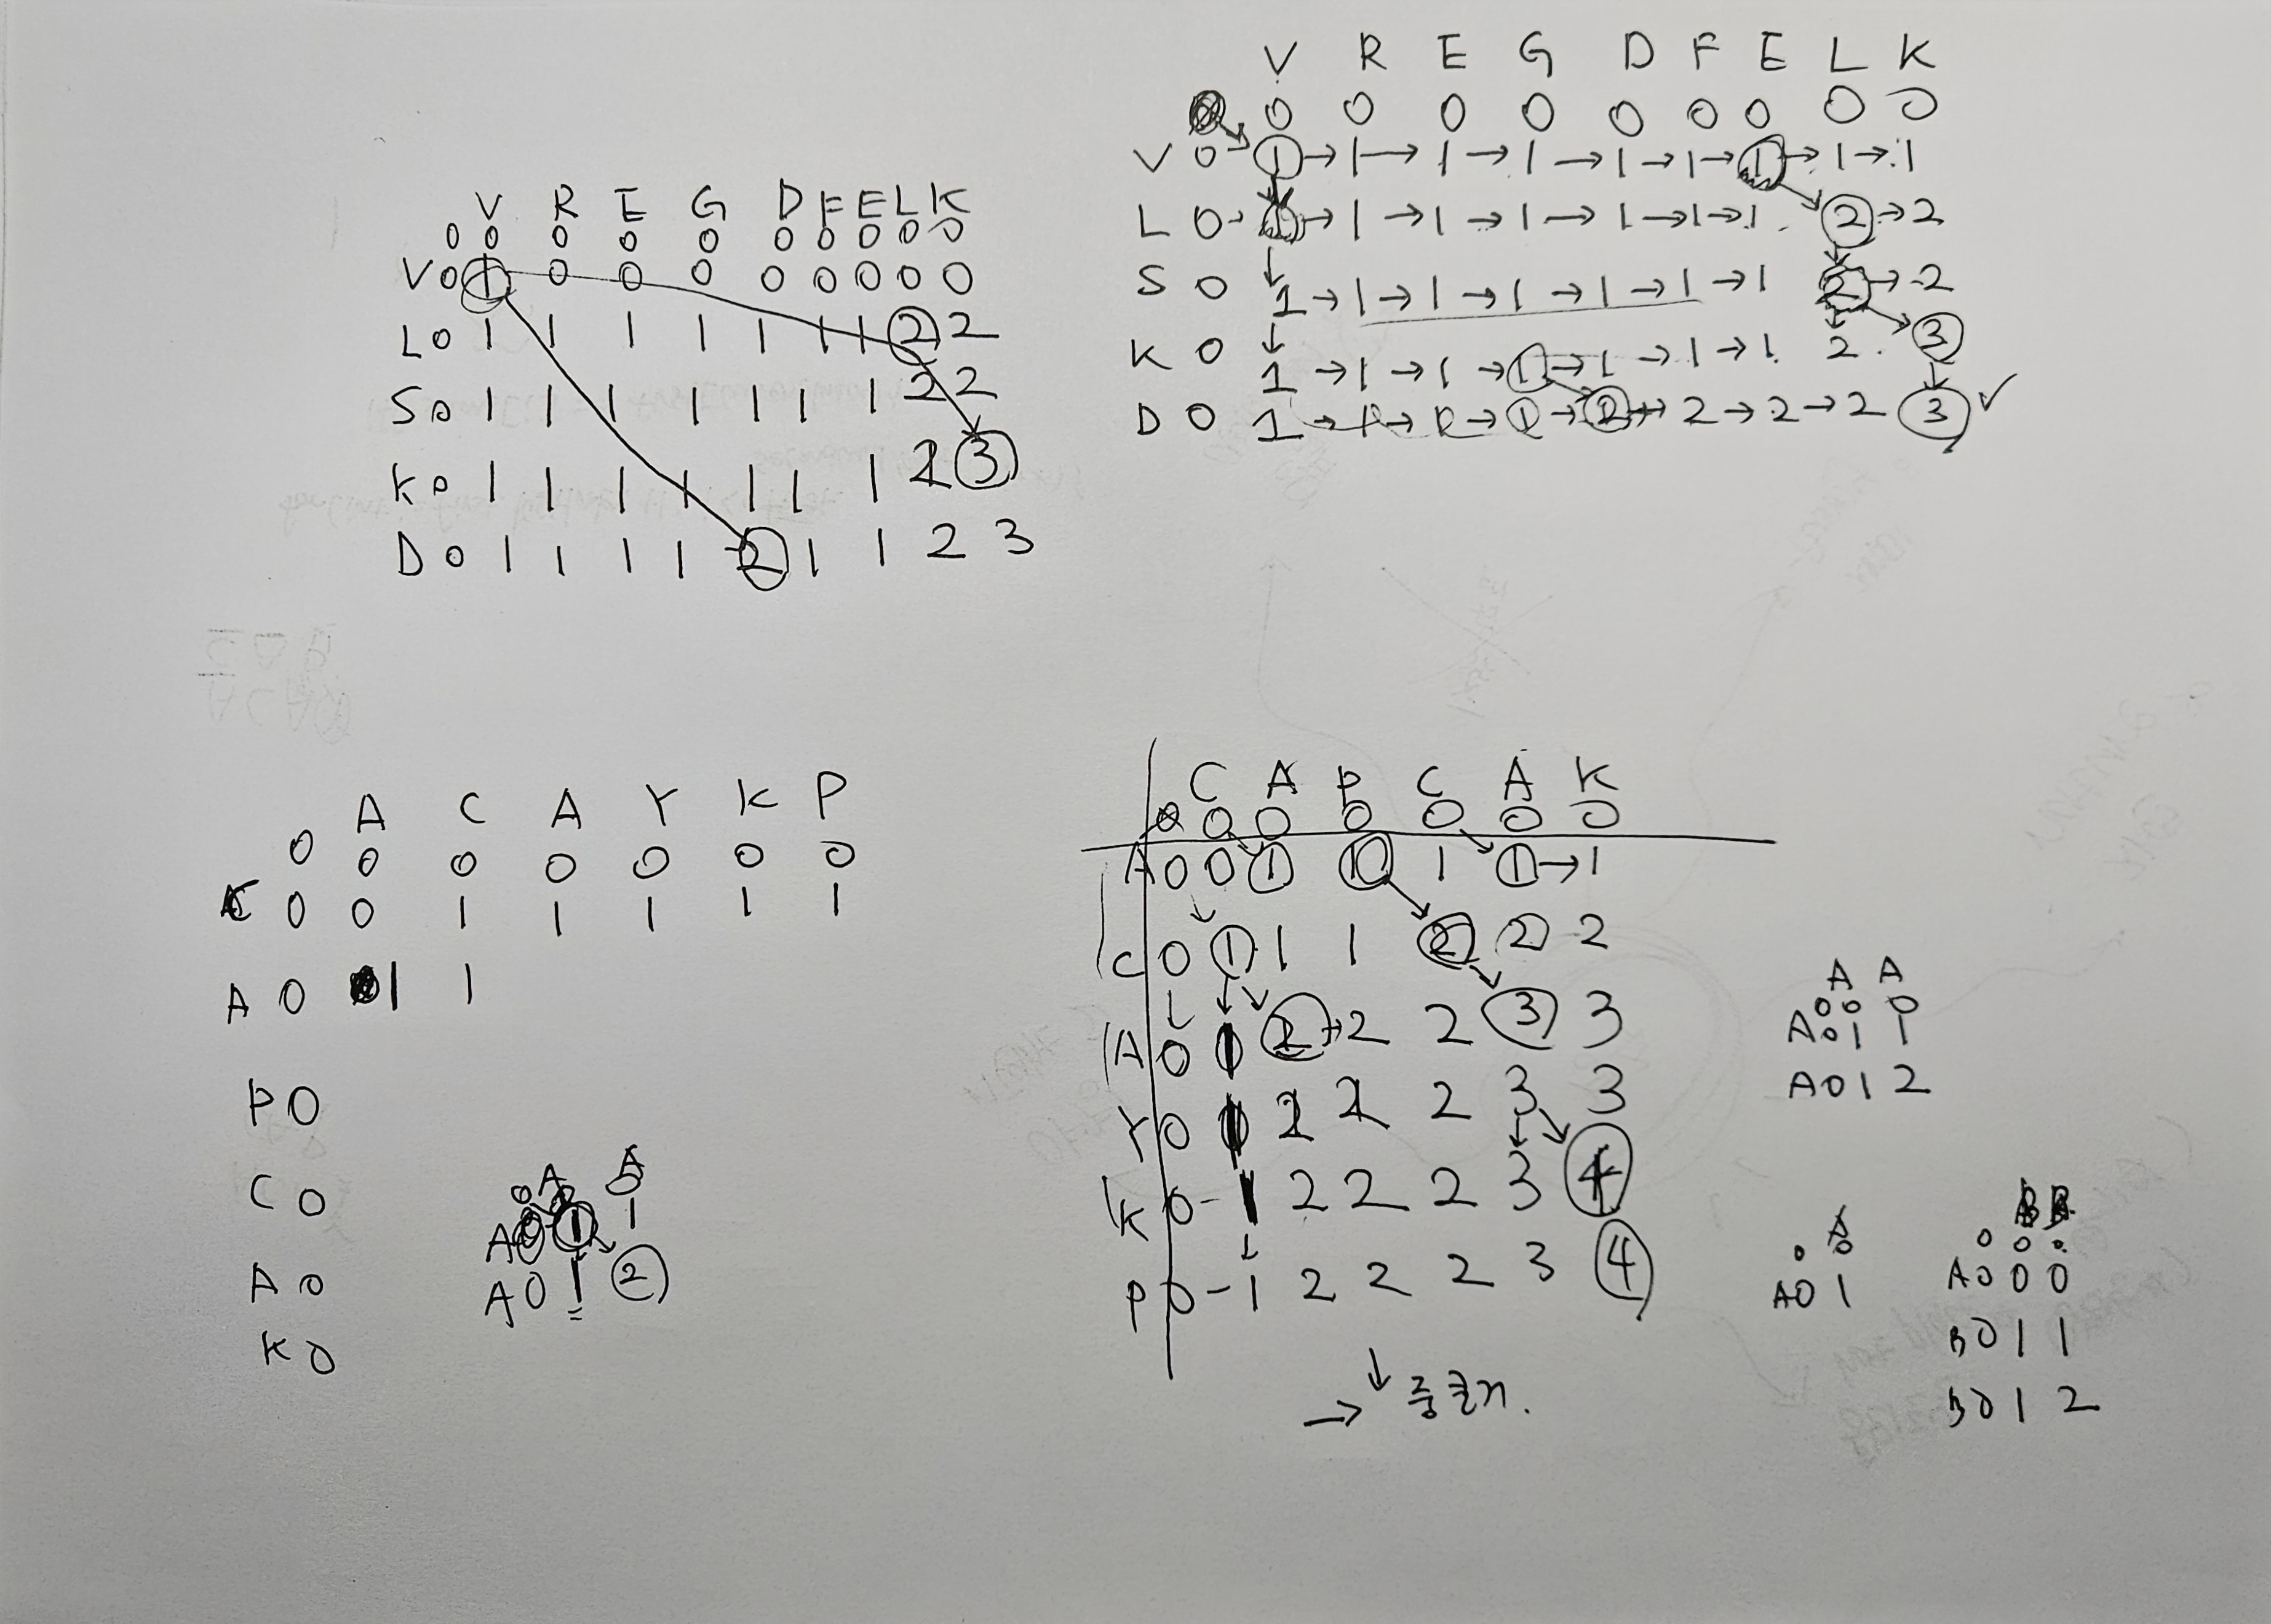 V R E G D F E L K
0 0 0 0 0 0 0 0 0
V 0 1 → 1 → 1 → 1 → 1 → 1 → 1 → 1 → 1
L 0 1 → 1 → 1 → 1 → 1 → 1 → 1 2 → 2
S 0 1 → 1 → 1 → 1 → 1 → 1 → 1 2 → 2
K 0 1 → 1 → 1 → 1 → 1 → 1 → 1 2 3
D 0 1 → 1 → 1 → 1 → 2 → 2 → 2 → 2 3 ✓
V R E G D F E L K
0 0 0 0 0 0 0 0 0 0
V 0 1 0 0 0 0 0 0 0 0
L 0 1 1 1 1 1 1 1 2 2
S 0 1 1 1 1 1 1 1 2 2
K 0 1 1 1 1 1 1 1 2 3
D 0 1 1 1 1 2 1 1 2 3
A C A Y K P
0 0 0 0 0 0 0
C 0 0 1 1 1 1 1
A 0 1 1
P 0
C 0
A 0
K 0
A A
0 0
A 0 1 1
A 0 1 2
C A P C A K
0 0 0 0 0 0 0
A 0 0 1 1 1 1 → 1
C 0 1 1 1 2 2 2
A 0 1 2 → 2 2 3 3
Y 0 1 2 2 2 3 3
K 0 - 1 2 2 2 3 4
P 0 - 1 2 2 2 3 4
↓
→
A A
0 0 0
A 0 1 1
A 0 1 2
A
0 0
A 0 1
B B
0 0 0
A 0 0 0
B 0 1 1
B 0 1 2